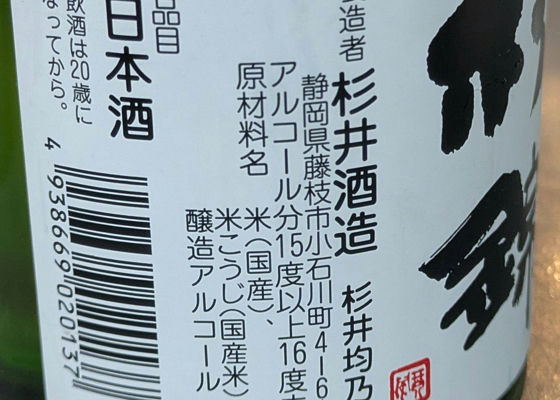 錦
造者
杉井酒造 杉井均乃
静岡県藤枝市小石川町4-6
アルコール分15度以上16度
原材料名 米(国産)、
米こうじ(国産米)
醸造アルコール
品目
日本酒
飲酒は20歳に
なってから。
4 938669 020137